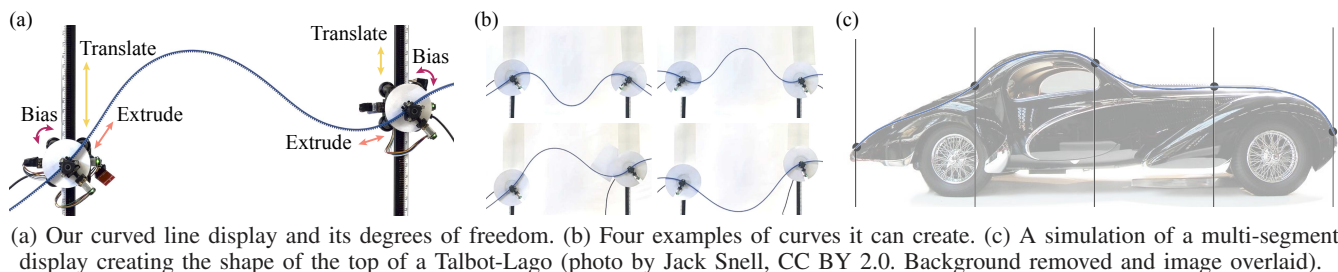 (a)
Translate
Bias
Extrude
Translate
Bias
Extrude
(b)
(c)
(a) Our curved line display and its degrees of freedom. (b) Four examples of curves it can create. (c) A simulation of a multi-segment
display creating the shape of the top of a Talbot-Lago (photo by Jack Snell, CC BY 2.0. Background removed and image overlaid).